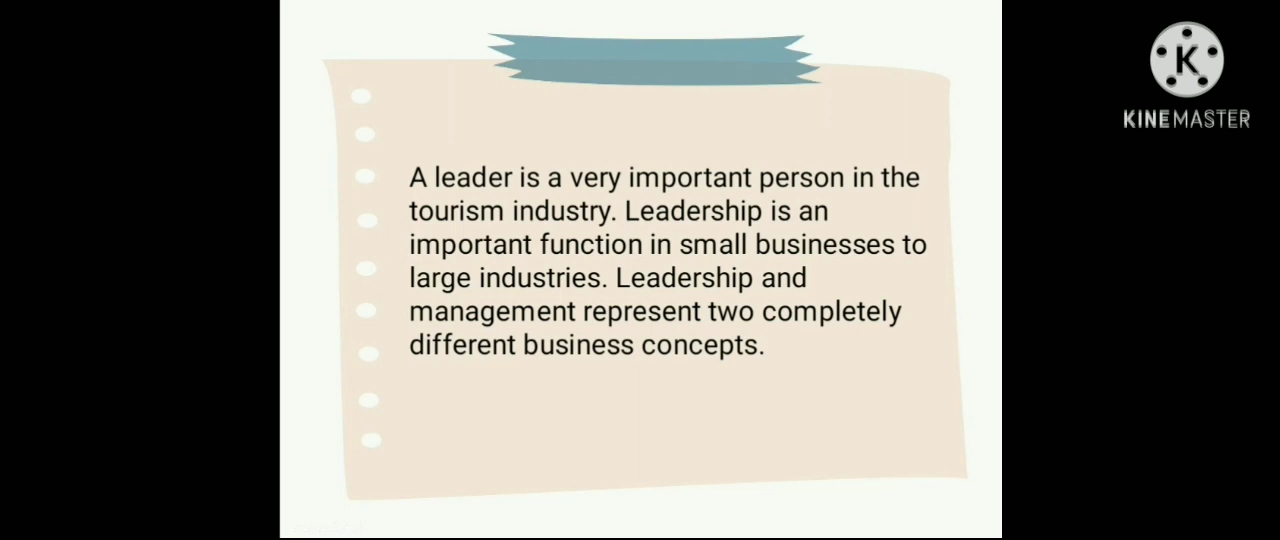 A leader is a very important person in the
tourism industry. Leadership is an
important function in small businesses to
large industries. Leadership and
management represent two completely
different business concepts.
K
KINEMASTER